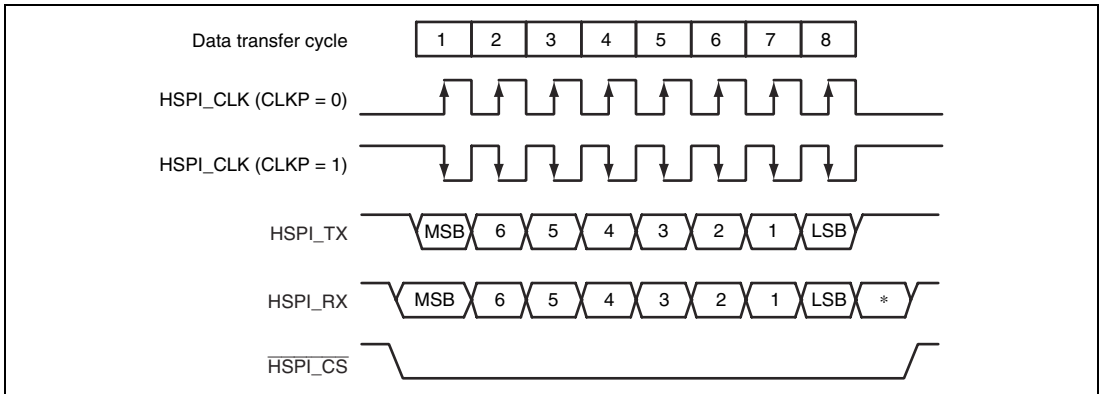 Data transfer cycle 1 2 3 4 5 6 7 8
HSPI_CLK (CLKP = 0)
HSPI_CLK (CLKP = 1)
HSPI_TX MSB 6 5 4 3 2 1 LSB
HSPI_RX MSB 6 5 4 3 2 1 LSB *
HSPI_CS